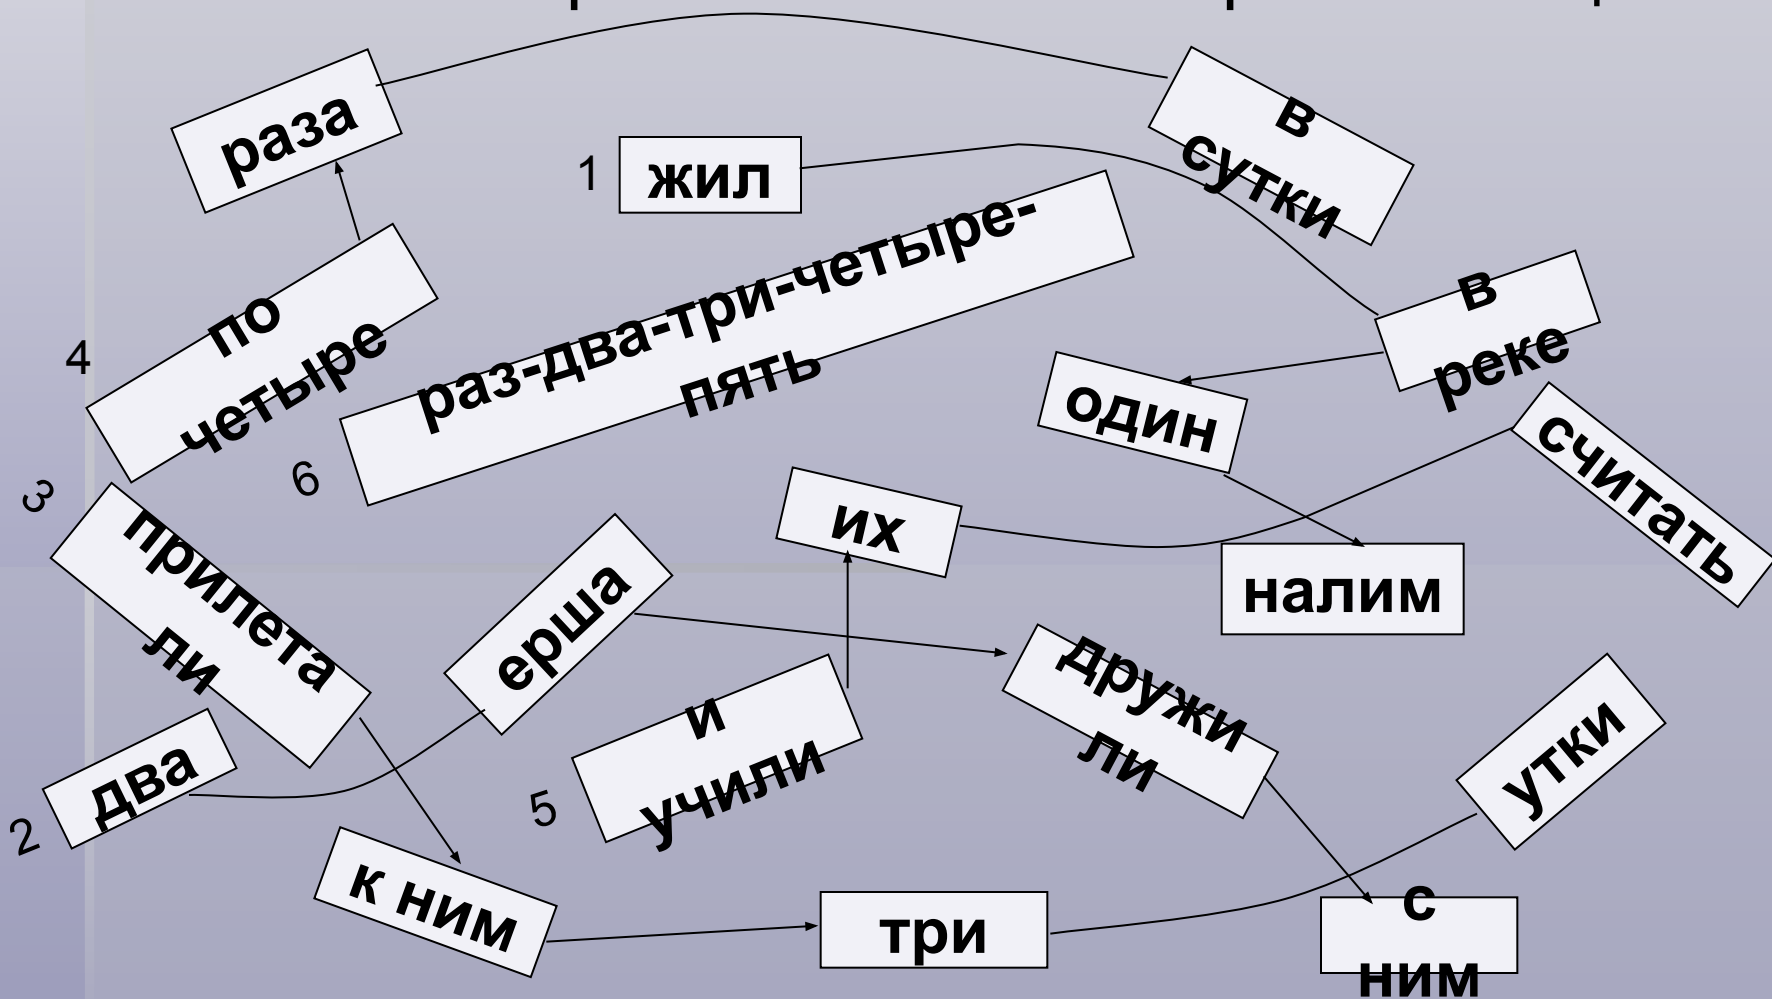 раза
в
сутки
1
жил
по
четыре
4
раз-два-три-четыре-
пять
6
в
реке
один
считать
3
прилета
ли
их
налим
ерша
дружи
ли
и
учили
5
утки
два
2
к ним
три
с
ним